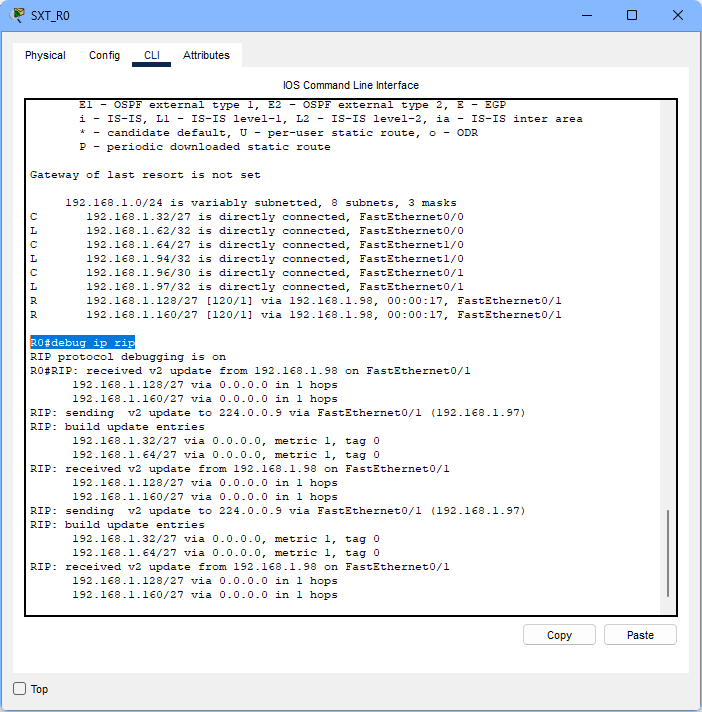 SXT_R0
Physical Config CLI Attributes
IOS Command Line Interface
E1 - OSPF external type 1, E2 - OSPF external type 2, E - EGP
i - IS-IS, L1 - IS-IS level-1, L2 - IS-IS level-2, ia - IS-IS inter area
* - candidate default, U - per-user static route, o - ODR
P - periodic downloaded static route
Gateway of last resort is not set
192.168.1.0/24 is variably subnetted, 8 subnets, 3 masks
C 192.168.1.32/27 is directly connected, FastEthernet0/0
L 192.168.1.62/32 is directly connected, FastEthernet0/0
C 192.168.1.64/27 is directly connected, FastEthernet1/0
L 192.168.1.94/32 is directly connected, FastEthernet1/0
C 192.168.1.96/30 is directly connected, FastEthernet0/1
L 192.168.1.97/32 is directly connected, FastEthernet0/1
R 192.168.1.128/27 [120/1] via 192.168.1.98, 00:00:17, FastEthernet0/1
R 192.168.1.160/27 [120/1] via 192.168.1.98, 00:00:17, FastEthernet0/1
R0#debug ip rip
RIP protocol debugging is on
R0#RIP: received v2 update from 192.168.1.98 on FastEthernet0/1
192.168.1.128/27 via 0.0.0.0 in 1 hops
192.168.1.160/27 via 0.0.0.0 in 1 hops
RIP: sending  v2 update to 224.0.0.9 via FastEthernet0/1 (192.168.1.97)
RIP: build update entries
192.168.1.32/27 via 0.0.0.0, metric 1, tag 0
192.168.1.64/27 via 0.0.0.0, metric 1, tag 0
RIP: received v2 update from 192.168.1.98 on FastEthernet0/1
192.168.1.128/27 via 0.0.0.0 in 1 hops
192.168.1.160/27 via 0.0.0.0 in 1 hops
RIP: sending  v2 update to 224.0.0.9 via FastEthernet0/1 (192.168.1.97)
RIP: build update entries
192.168.1.32/27 via 0.0.0.0, metric 1, tag 0
192.168.1.64/27 via 0.0.0.0, metric 1, tag 0
RIP: received v2 update from 192.168.1.98 on FastEthernet0/1
192.168.1.128/27 via 0.0.0.0 in 1 hops
192.168.1.160/27 via 0.0.0.0 in 1 hops
Copy Paste
Top